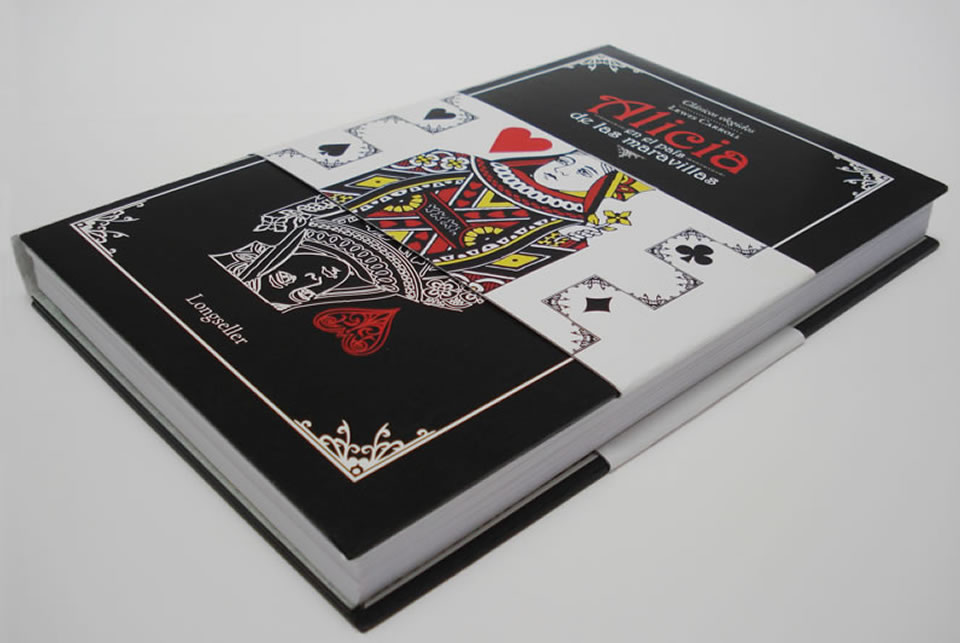 Clásicos elegidos
LEWIS CARROLL
Alicia
en el país
de las maravillas
Longseller